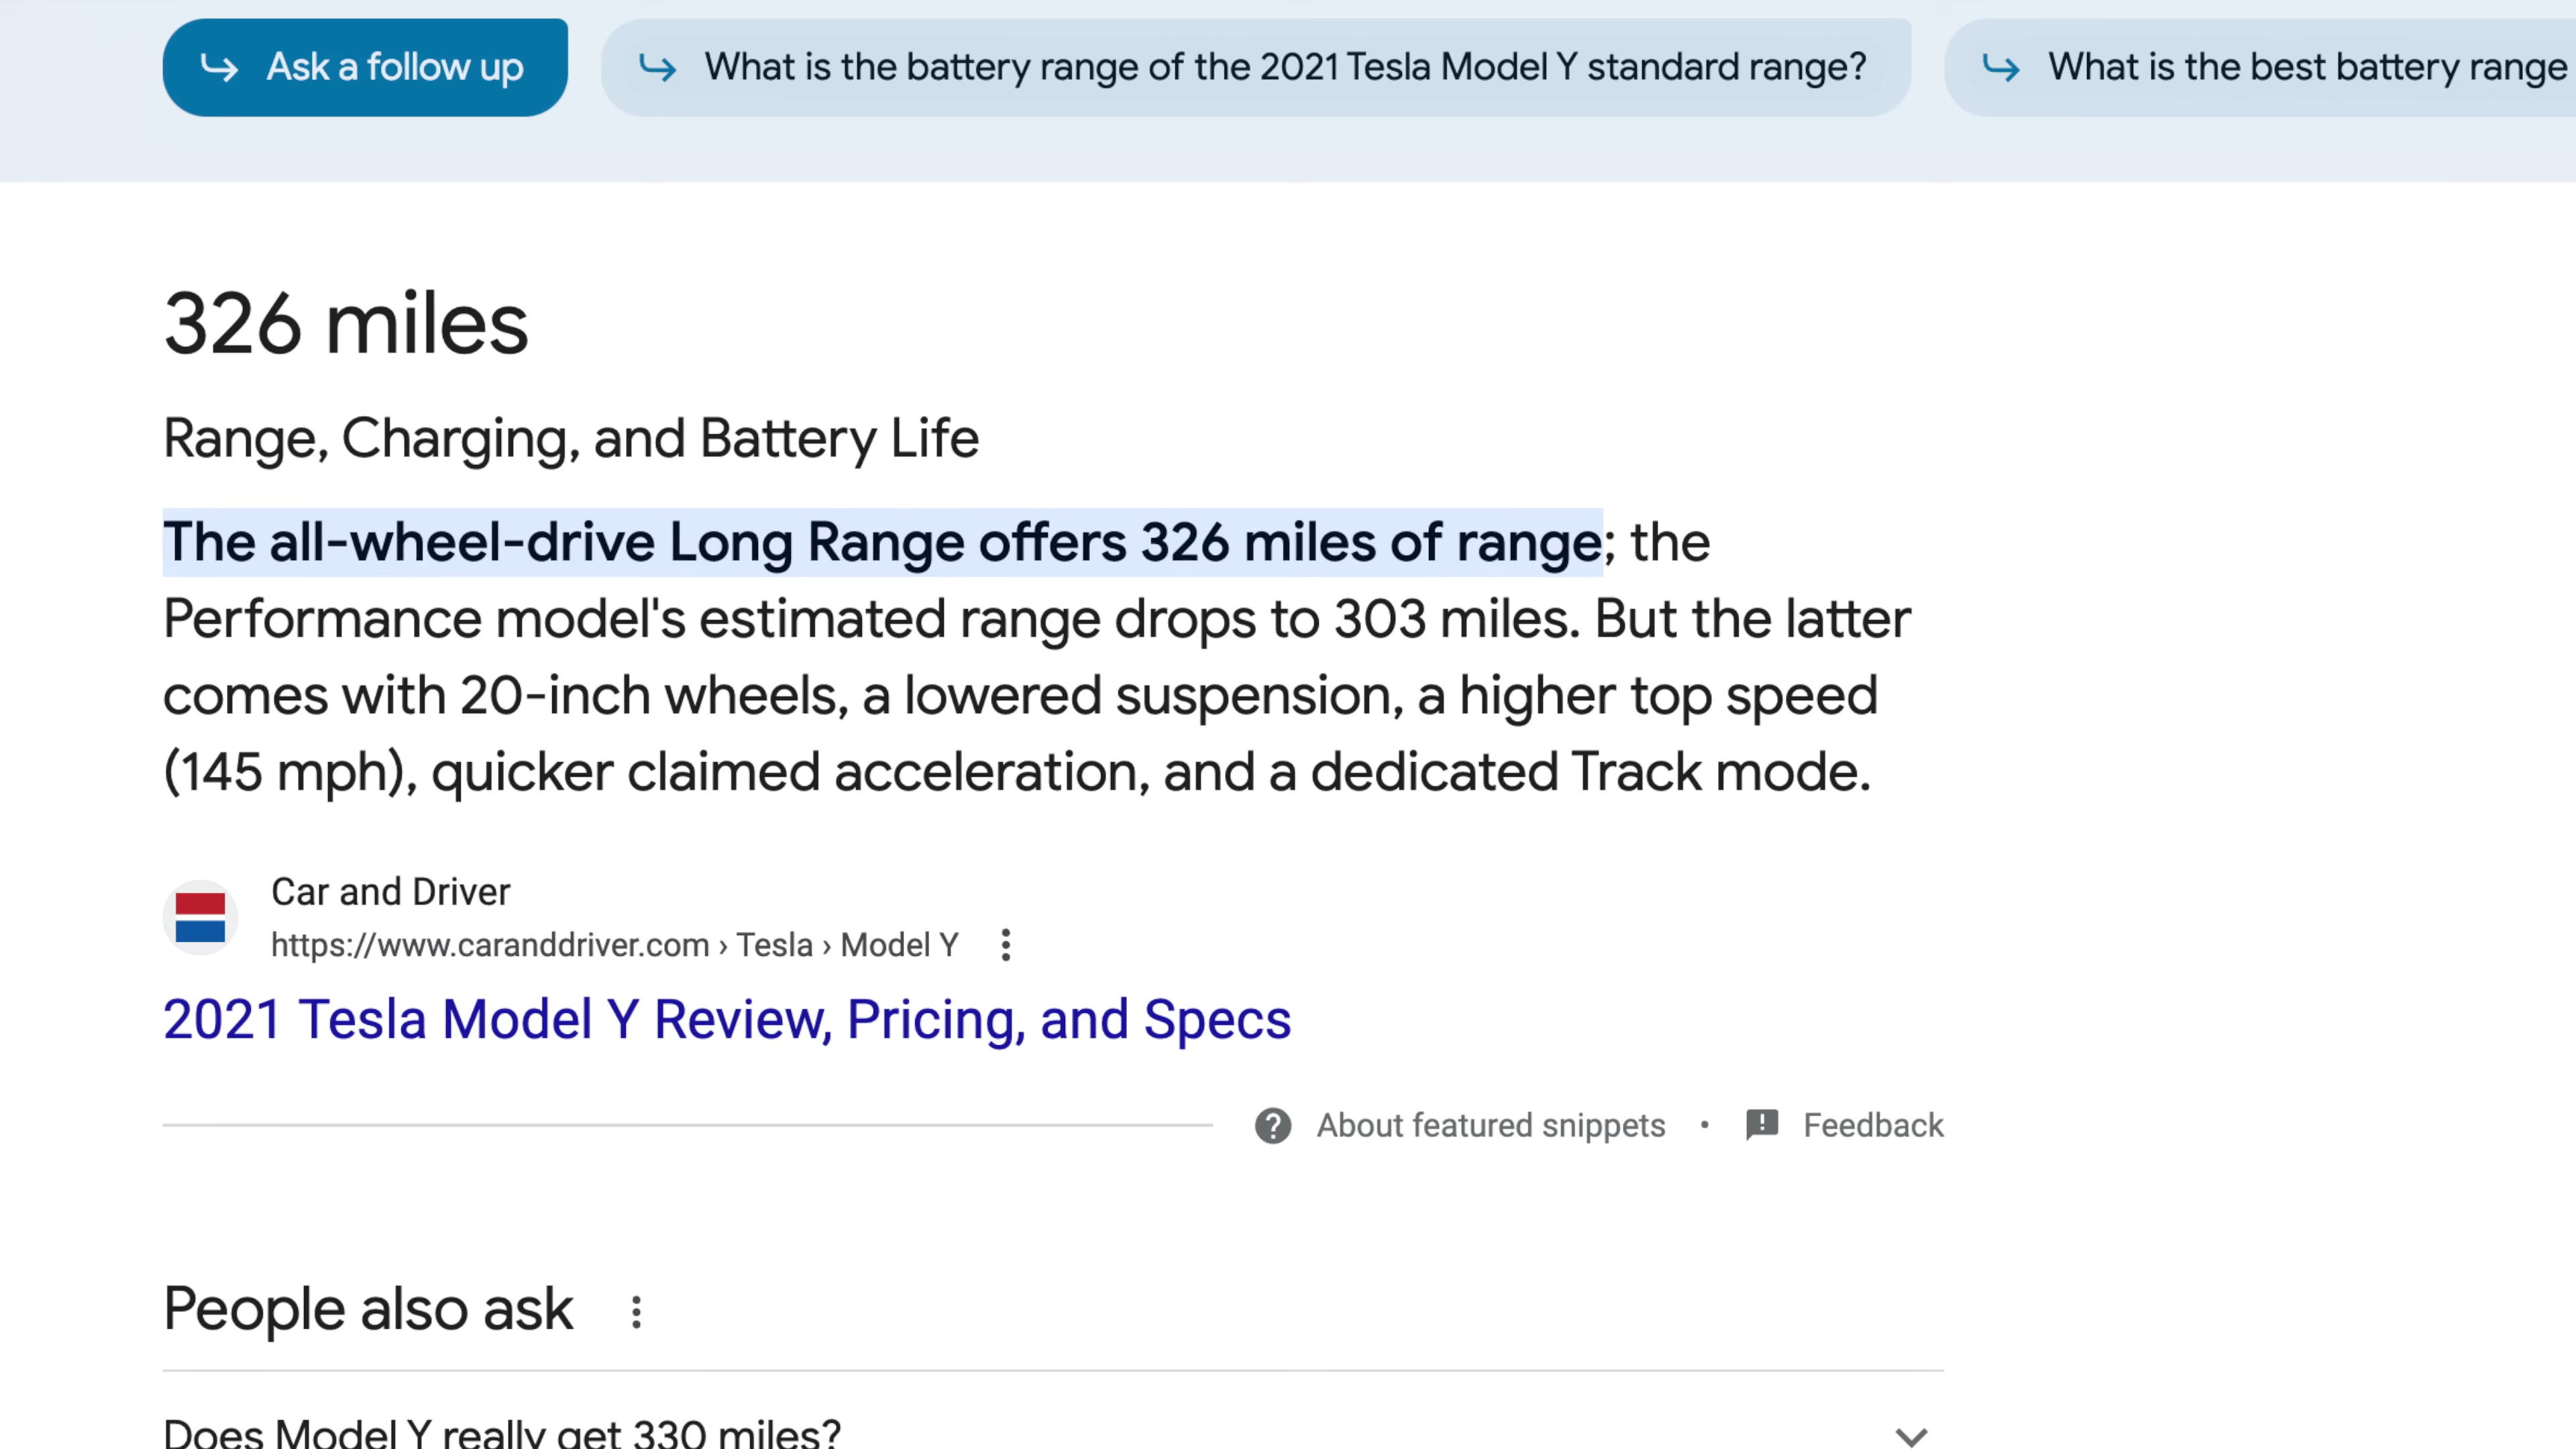 Ask a follow up
What is the battery range of the 2021 Tesla Model Y standard range?
What is the best battery range
326 miles
Range, Charging, and Battery Life
The all-wheel-drive Long Range offers 326 miles of range; the
Performance model's estimated range drops to 303 miles. But the latter
comes with 20-inch wheels, a lowered suspension, a higher top speed
(145 mph), quicker claimed acceleration, and a dedicated Track mode.
Car and Driver
https://www.caranddriver.com › Tesla › Model Y
2021 Tesla Model Y Review, Pricing, and Specs
About featured snippets • Feedback
People also ask
Does Model Y really get 330 miles?